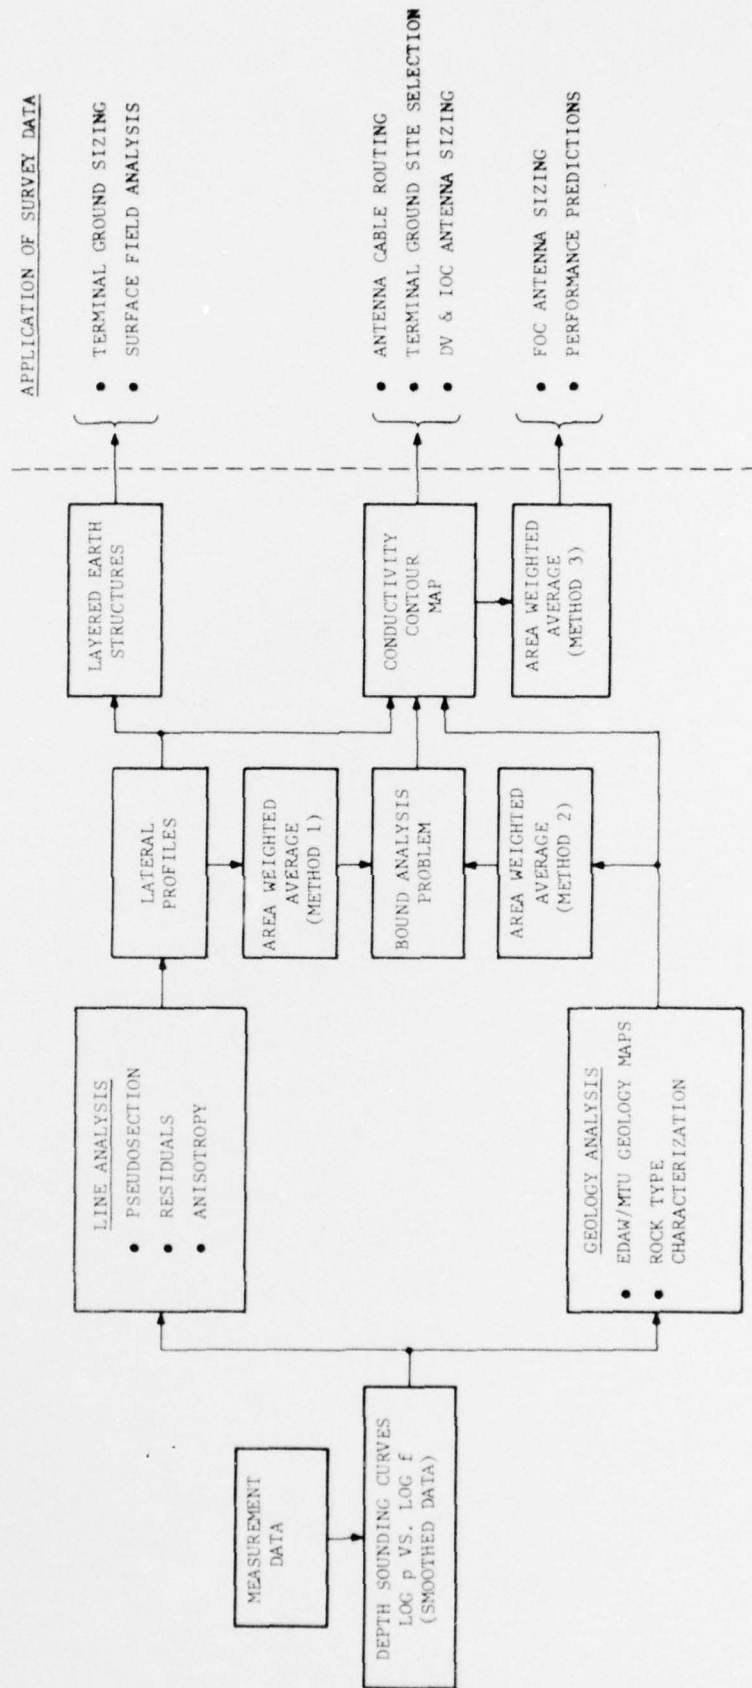 MEASUREMENT
DATA
DEPTH SOUNDING CURVES
LOG p VS. LOG f
(SMOOTHED DATA)
LINE ANALYSIS
• PSEUDOSECTION
• RESIDUALS
• ANISOTROPY
GEOLOGY ANALYSIS
• EDAW/MTU GEOLOGY MAPS
• ROCK TYPE
CHARACTERIZATION
LATERAL
PROFILES
AREA WEIGHTED
AVERAGE
(METHOD 1)
BOUND ANALYSIS
PROBLEM
AREA WEIGHTED
AVERAGE
(METHOD 2)
LAYERED EARTH
STRUCTURES
CONDUCTIVITY
CONTOUR
MAP
AREA WEIGHTED
AVERAGE
(METHOD 3)
APPLICATION OF SURVEY DATA
• TERMINAL GROUND SIZING
• SURFACE FIELD ANALYSIS
• ANTENNA CABLE ROUTING
• TERMINAL GROUND SITE SELECTION
• DV & IOC ANTENNA SIZING
• FOC ANTENNA SIZING
• PERFORMANCE PREDICTIONS